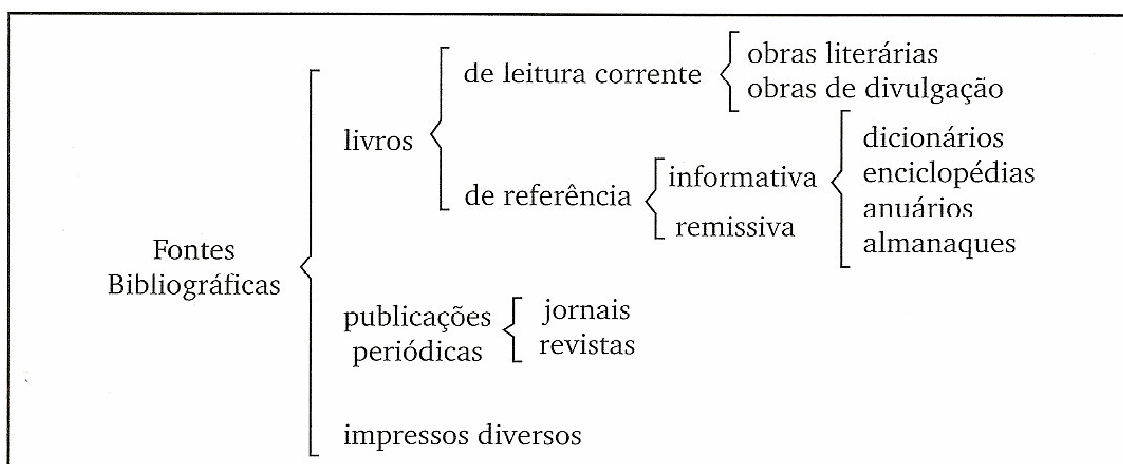 Fontes
Bibliográficas
livros
de leitura corrente
obras literárias
obras de divulgação
de referência
informativa
dicionários
enciclopédias
anuários
almanaques
remissiva
publicações
periódicas
jornais
revistas
impressos diversos